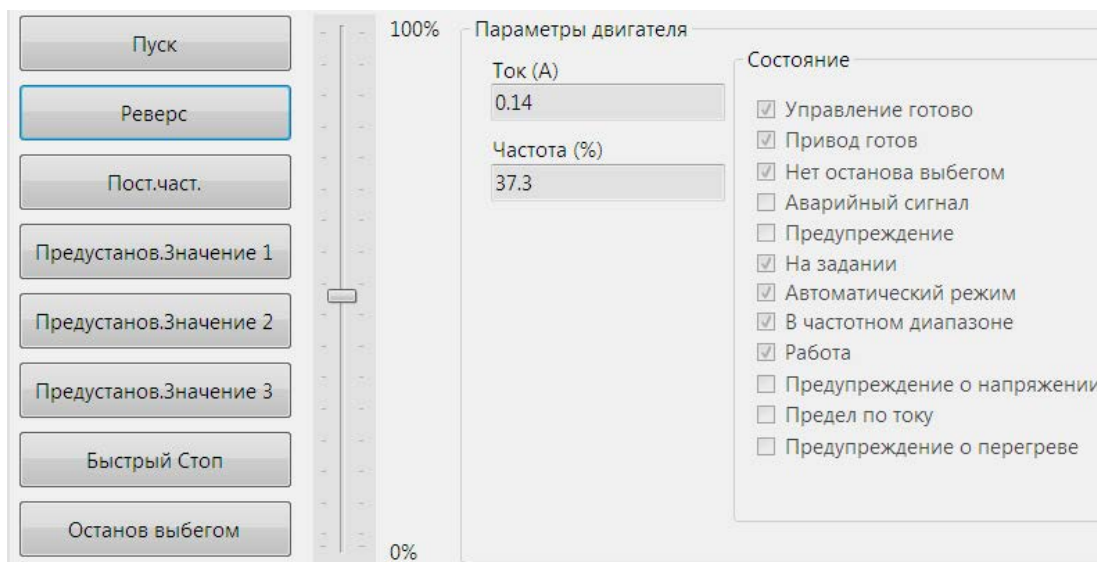 Пуск
Реверс
Пост.част.
Предустанов.Значение 1
Предустанов.Значение 2
Предустанов.Значение 3
Быстрый Стоп
Останов выбегом
100%
0%
Параметры двигателя
Ток (А)
0.14
Частота (%)
37.3
Состояние
Управление готово
Привод готов
Нет останова выбегом
Аварийный сигнал
Предупреждение
На задании
Автоматический режим
В частотном диапазоне
Работа
Предупреждение о напряжении
Предел по току
Предупреждение о перегреве